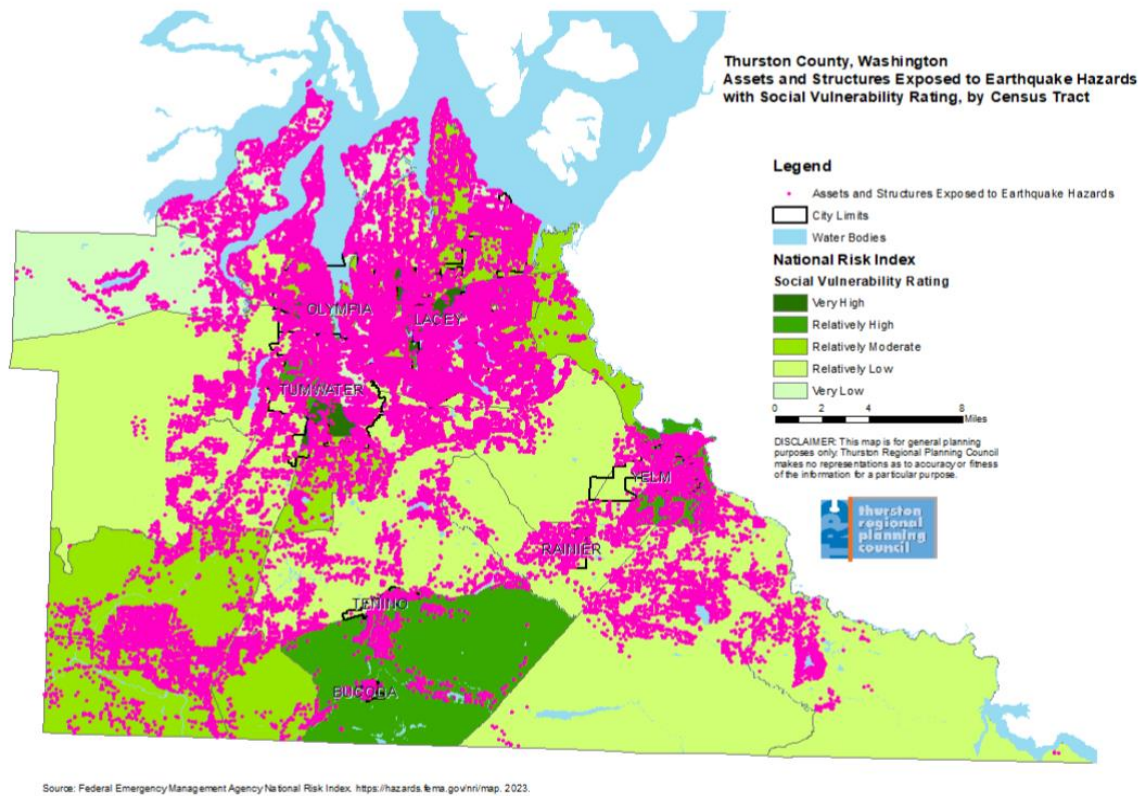 Thurston County, Washington
Assets and Structures Exposed to Earthquake Hazards
with Social Vulnerability Rating, by Census Tract
Legend
Assets and Structures Exposed to Earthquake Hazards
City Limits
Water Bodies
National Risk Index
Social Vulnerability Rating
Very High
Relatively High
Relatively Moderate
Relatively Low
Very Low
0 2 4 8
Miles
DISCLAIMER: This map is for general planning
purposes only. Thurston Regional Planning Council
makes no representations as to accuracy or fitness
of the information for a particular purpose.
TRPC
thurston
regional
planning
council
OLYMPIA
LACEY
TUMWATER
YELM
RAINIER
TENINO
BUCODA
Source: Federal Emergency Management Agency National Risk Index. https://hazards.fema.gov/nri/map. 2023.